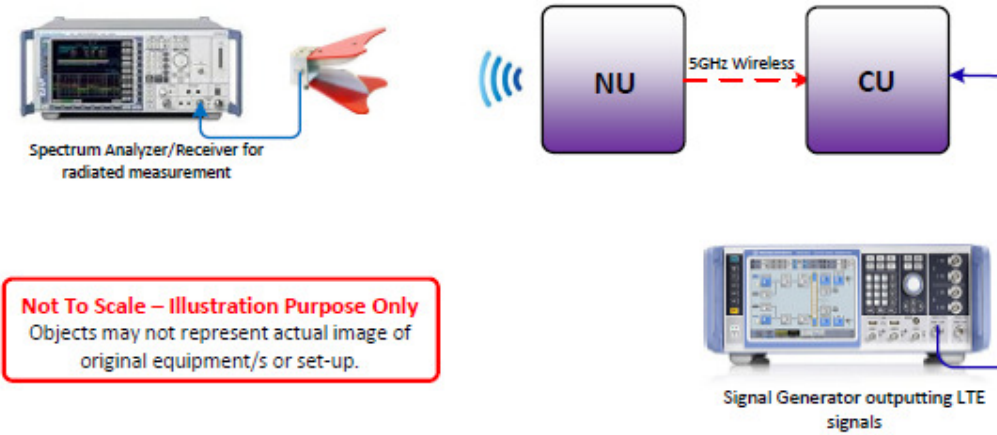 NU
5GHz Wireless
CU
Spectrum Analyzer/Receiver for
radiated measurement
Not To Scale – Illustration Purpose Only
Objects may not represent actual image of
original equipment/s or set-up.
Signal Generator outputting LTE
signals